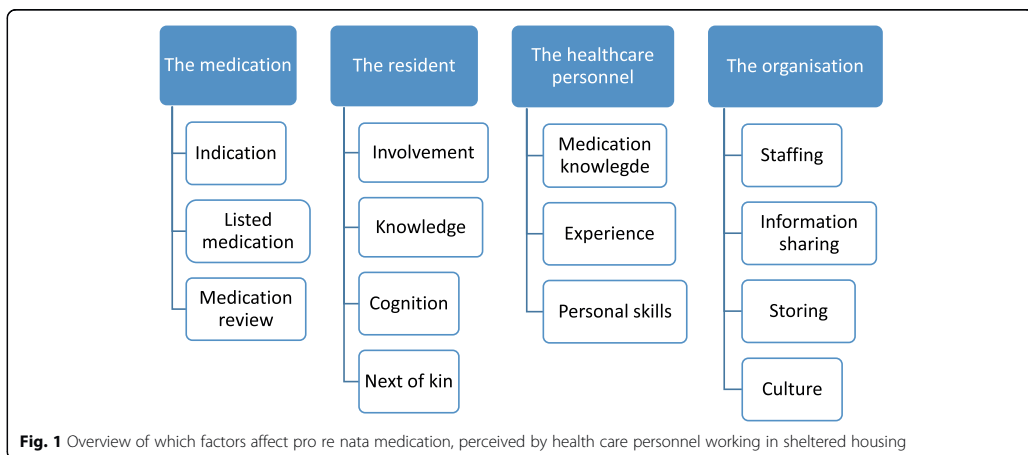 The medication
Indication
Listed
medication
Medication
review
The resident
Involvement
Knowledge
Cognition
Next of kin
The healthcare
personnel
Medication
knowlegde
Experience
Personal skills
The organisation
Staffing
Information
sharing
Storing
Culture
Fig. 1 Overview of which factors affect pro re nata medication, perceived by health care personnel working in sheltered housing